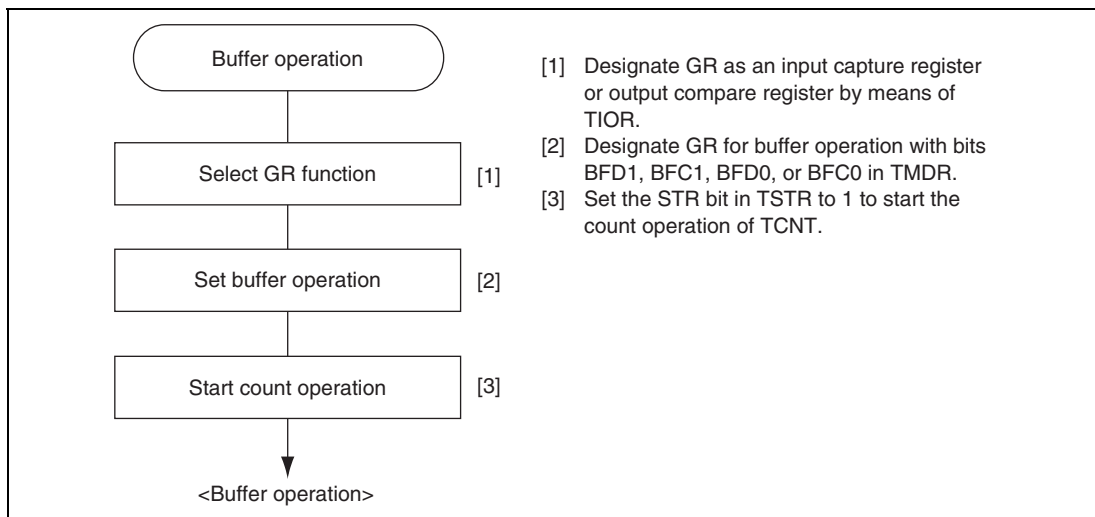 Buffer operation
Select GR function
[1]
Set buffer operation
[2]
Start count operation
[3]
<Buffer operation>
[1] Designate GR as an input capture register
or output compare register by means of
TIOR.
[2] Designate GR for buffer operation with bits
BFD1, BFC1, BFD0, or BFC0 in TMDR.
[3] Set the STR bit in TSTR to 1 to start the
count operation of TCNT.